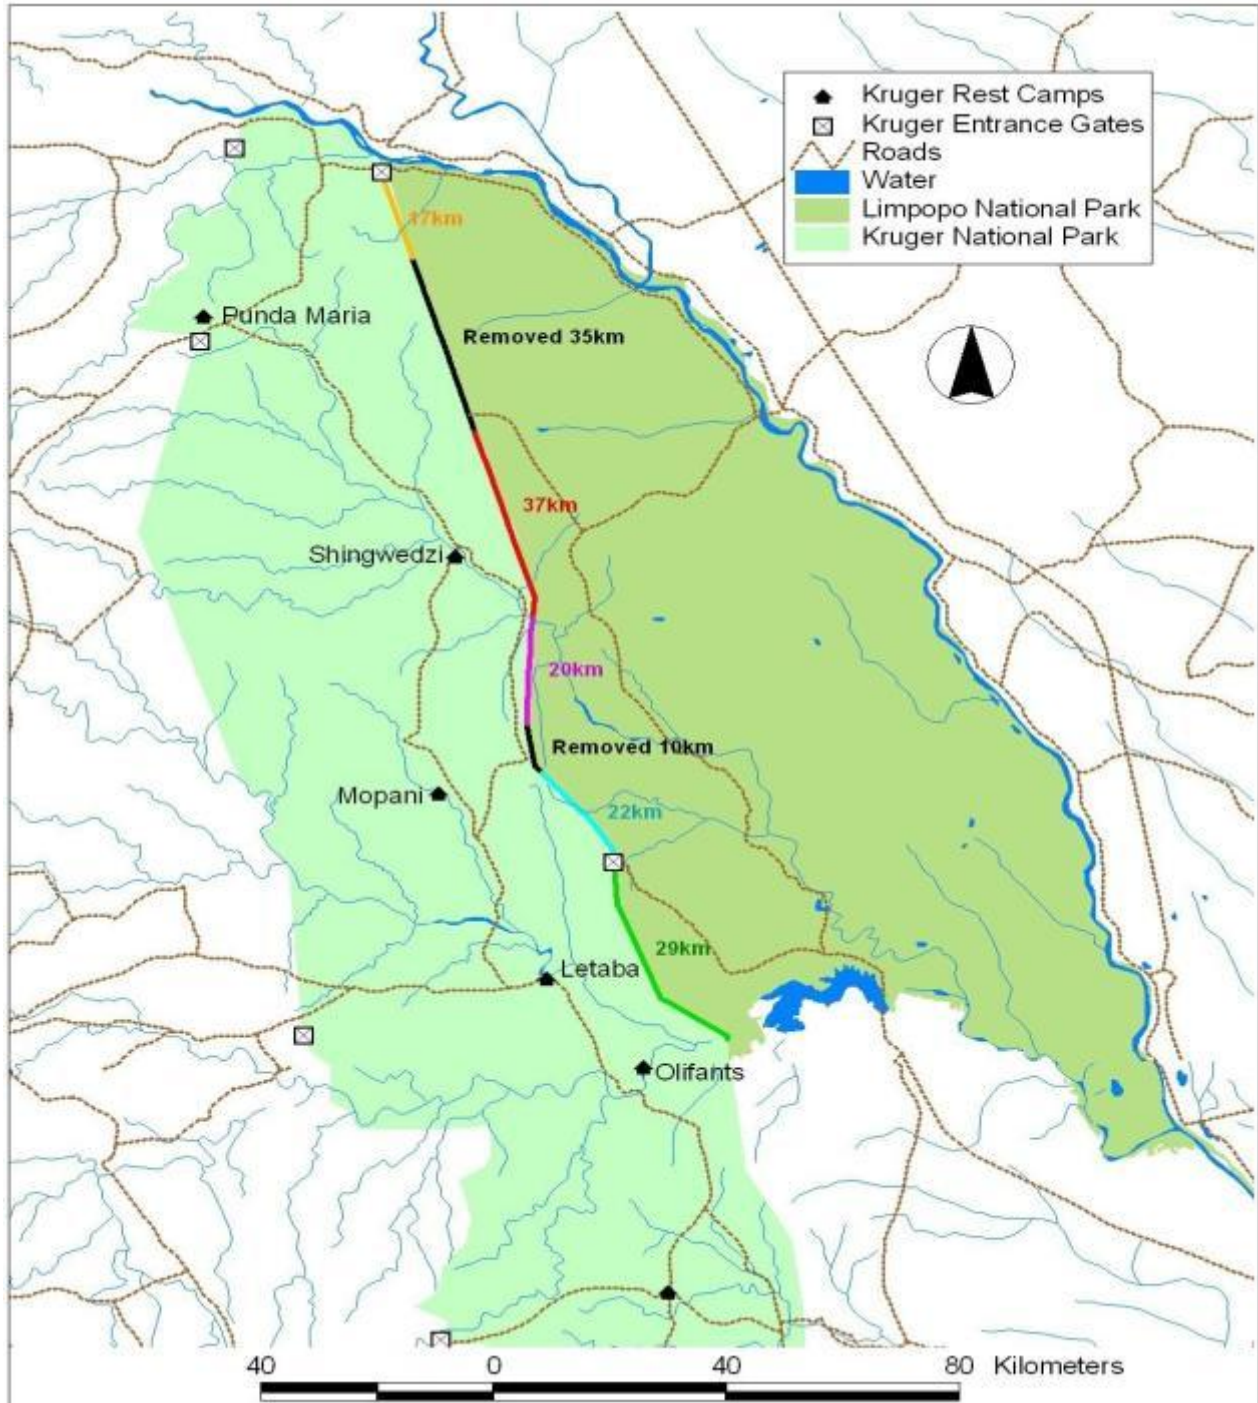 Kruger Rest Camps
Kruger Entrance Gates
Roads
Water
Limpopo National Park
Kruger National Park
17km
Punda Maria
Removed 35km
37km
Shingwedzi
20km
Removed 10km
Mopani
22km
29km
Letaba
Olifants
40 0 40 80 Kilometers